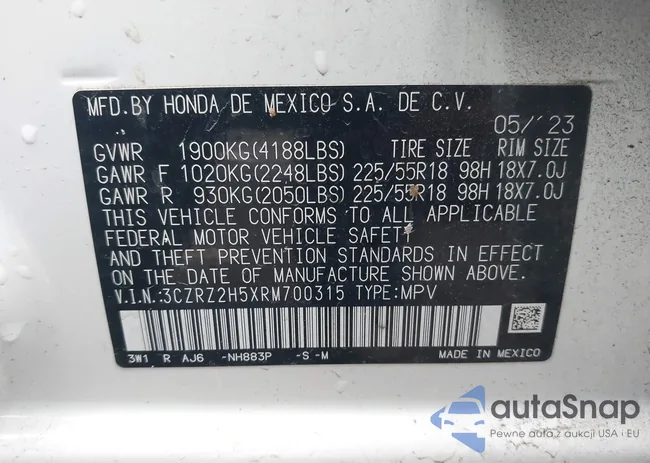 MFD.BY HONDA DE MEXICO S.A. DE C.V.
05/'23
GVWR 1900KG(4188LBS) TIRE SIZE RIM SIZE
GAWR F 1020KG(2248LBS) 225/55R18 98H 18X7.0J
GAWR R 930KG(2050LBS) 225/55R18 98H 18X7.0J
THIS VEHICLE CONFORMS TO ALL APPLICABLE
FEDERAL MOTOR VEHICLE SAFETY
AND THEFT PREVENTION STANDARDS IN EFFECT
ON THE DATE OF MANUFACTURE SHOWN ABOVE.
V.I.N.:3CZRZ2H5XRM700315 TYPE:MPV
3W1 R AJ6 -NH883P -S-M MADE IN MEXICO
autaSnap
Pewne auta z aukcji USA i EU